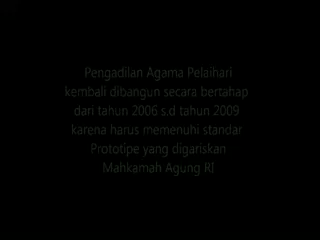 Pengadilan Agama Pelaihari
kembali dibangun secara bertahap
dari tahun 2006 s.d tahun 2009
karena harus memenuhi standar
Prototipe yang digariskan
Mahkamah Agung RI